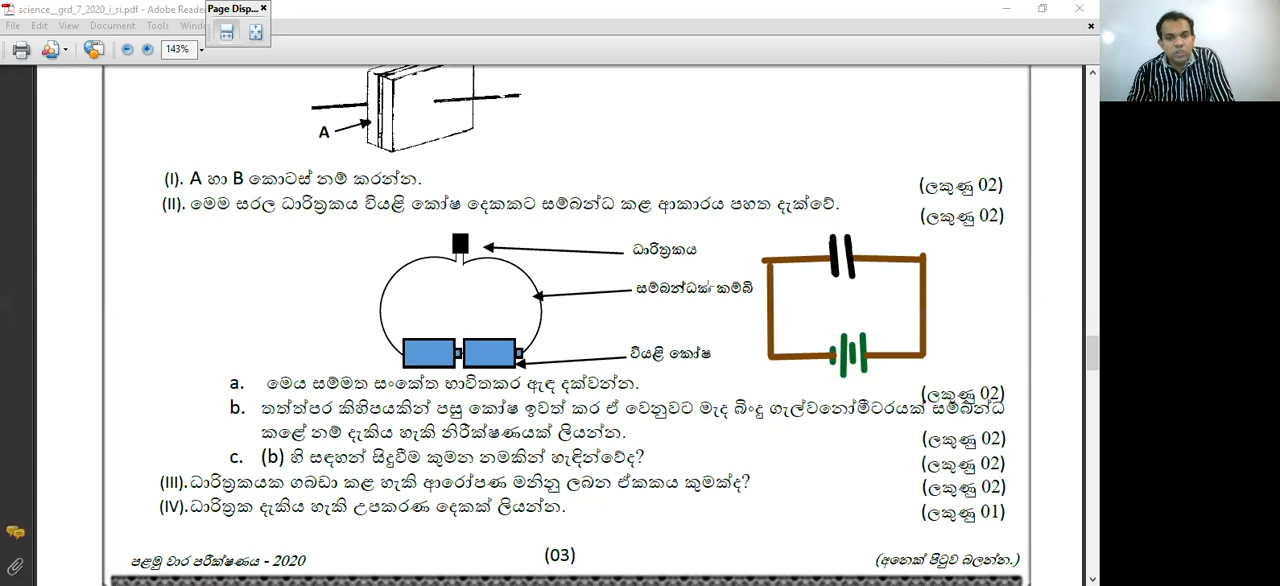 science__grd_7_2020_i_si.pdf - Adobe Reade
Page Disp...
File Edit View Document Tools Wind
143%
A
(I). A හා B කොටස් නම් කරන්න. (ලකුණු 02)
(II). මෙම සරල ධාරිත්‍රකය වියළි කෝෂ දෙකකට සම්බන්ධ කළ ආකාරය පහත දැක්වේ. (ලකුණු 02)
ධාරිත්‍රකය
සම්බන්ධක කම්බි
වියළි කෝෂ
a. මෙය සම්මත සංකේත භාවිතකර ඇඳ දක්වන්න. (ලකුණු 02)
b. තත්ත්පර කිහිපයකින් පසු කෝෂ ඉවත් කර ඒ වෙනුවට මැද බිංදු ගැල්වනෝමීටරයක් සම්බන්ධ
කළේ නම් දැකිය හැකි නිරීක්ෂණයක් ලියන්න. (ලකුණු 02)
c. (b) හි සඳහන් සිදුවීම කුමන නමකින් හැඳින්වේද? (ලකුණු 02)
(III). ධාරිත්‍රකයක ගබඩා කළ හැකි ආරෝපණ මනිනු ලබන ඒකකය කුමක්ද? (ලකුණු 02)
(IV). ධාරිත්‍රක දැකිය හැකි උපකරණ දෙකක් ලියන්න. (ලකුණු 01)
පළමු වාර පරීක්ෂණය - 2020 (03) (අනෙක් පිටුව බලන්න.)